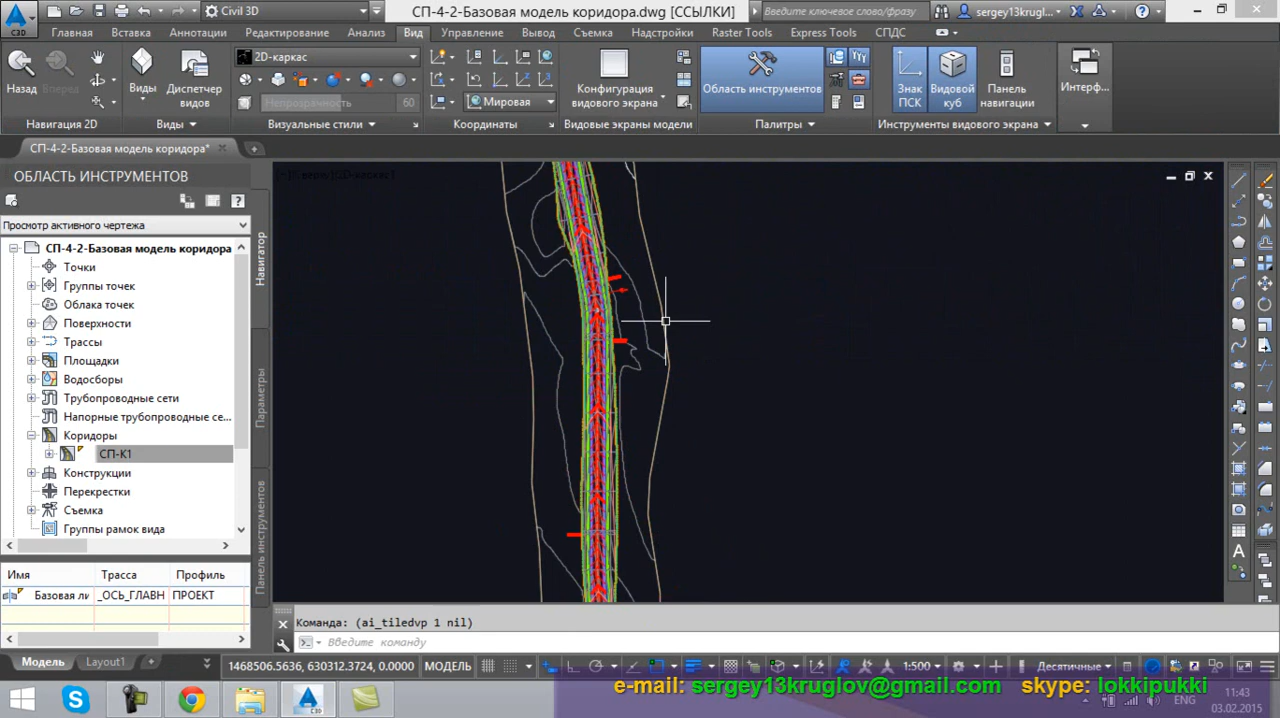 Civil 3D
СП-4-2-Базовая модель коридора.dwg [ССЫЛКИ]
Введите ключевое слово/фразу
sergey13kruglo...
C3D
Главная
Вставка
Аннотации
Редактирование
Анализ
Вид
Управление
Вывод
Съемка
Надстройки
Raster Tools
Express Tools
СПДС
2D-каркас
Назад
Вперед
Виды
Диспетчер
видов
Непрозрачность
60
Мировая
Конфигурация
видового экрана
Область инструментов
Знак
ПСК
Видовой
куб
Панель
навигации
Интерф...
Навигация 2D
Виды
Визуальные стили
Координаты
Видовые экраны модели
Палитры
Инструменты видового экрана
СП-4-2-Базовая модель коридора*
ОБЛАСТЬ ИНСТРУМЕНТОВ
Просмотр активного чертежа
СП-4-2-Базовая модель коридора
Точки
Группы точек
Облака точек
Поверхности
Трассы
Площадки
Водосборы
Трубопроводные сети
Напорные трубопроводные се...
Коридоры
СП-К1
Конструкции
Перекрестки
Съемка
Группы рамок вида
Навигатор
Параметры
Панель инструментов
Имя
Трасса
Профиль
Базовая ли
_ОСЬ_ГЛАВН
ПРОЕКТ
Команда: (ai_tiledvp 1 nil)
Введите команду
Модель
Layout1
1468506.5636, 630312.3724, 0.0000
МОДЕЛЬ
1:500
Десятичные
e-mail: sergey13kruglov@gmail.com skype: lokkipukki
ENG
11:43
03.02.2015